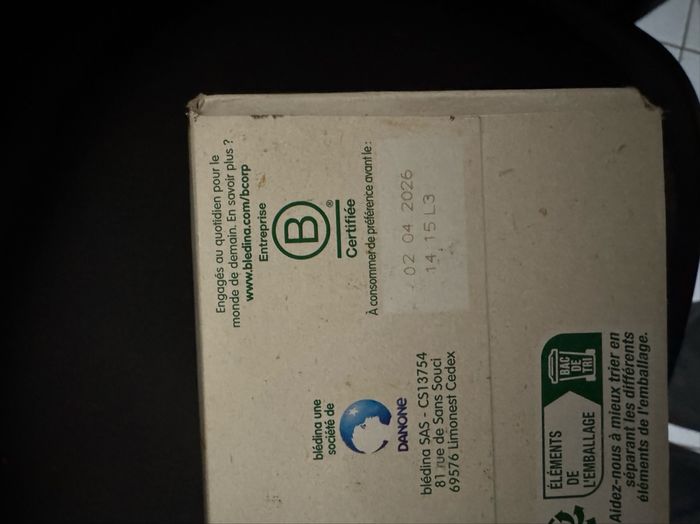 Engagés au quotidien pour le
monde de demain. En savoir plus ?
www.bledina.com/bcorp
Entreprise
B
®
Certifiée
À consommer de préférence avant le :
02 04 2026
14 15 L3
blédina une
société de
DANONE
blédina SAS - CS13754
81 rue de Sans Souci
69576 Limonest Cedex
ÉLÉMENTS
DE
L'EMBALLAGE
BAC
DE
TRI
Aidez-nous à mieux trier en
séparant les différents
éléments de l'emballage.